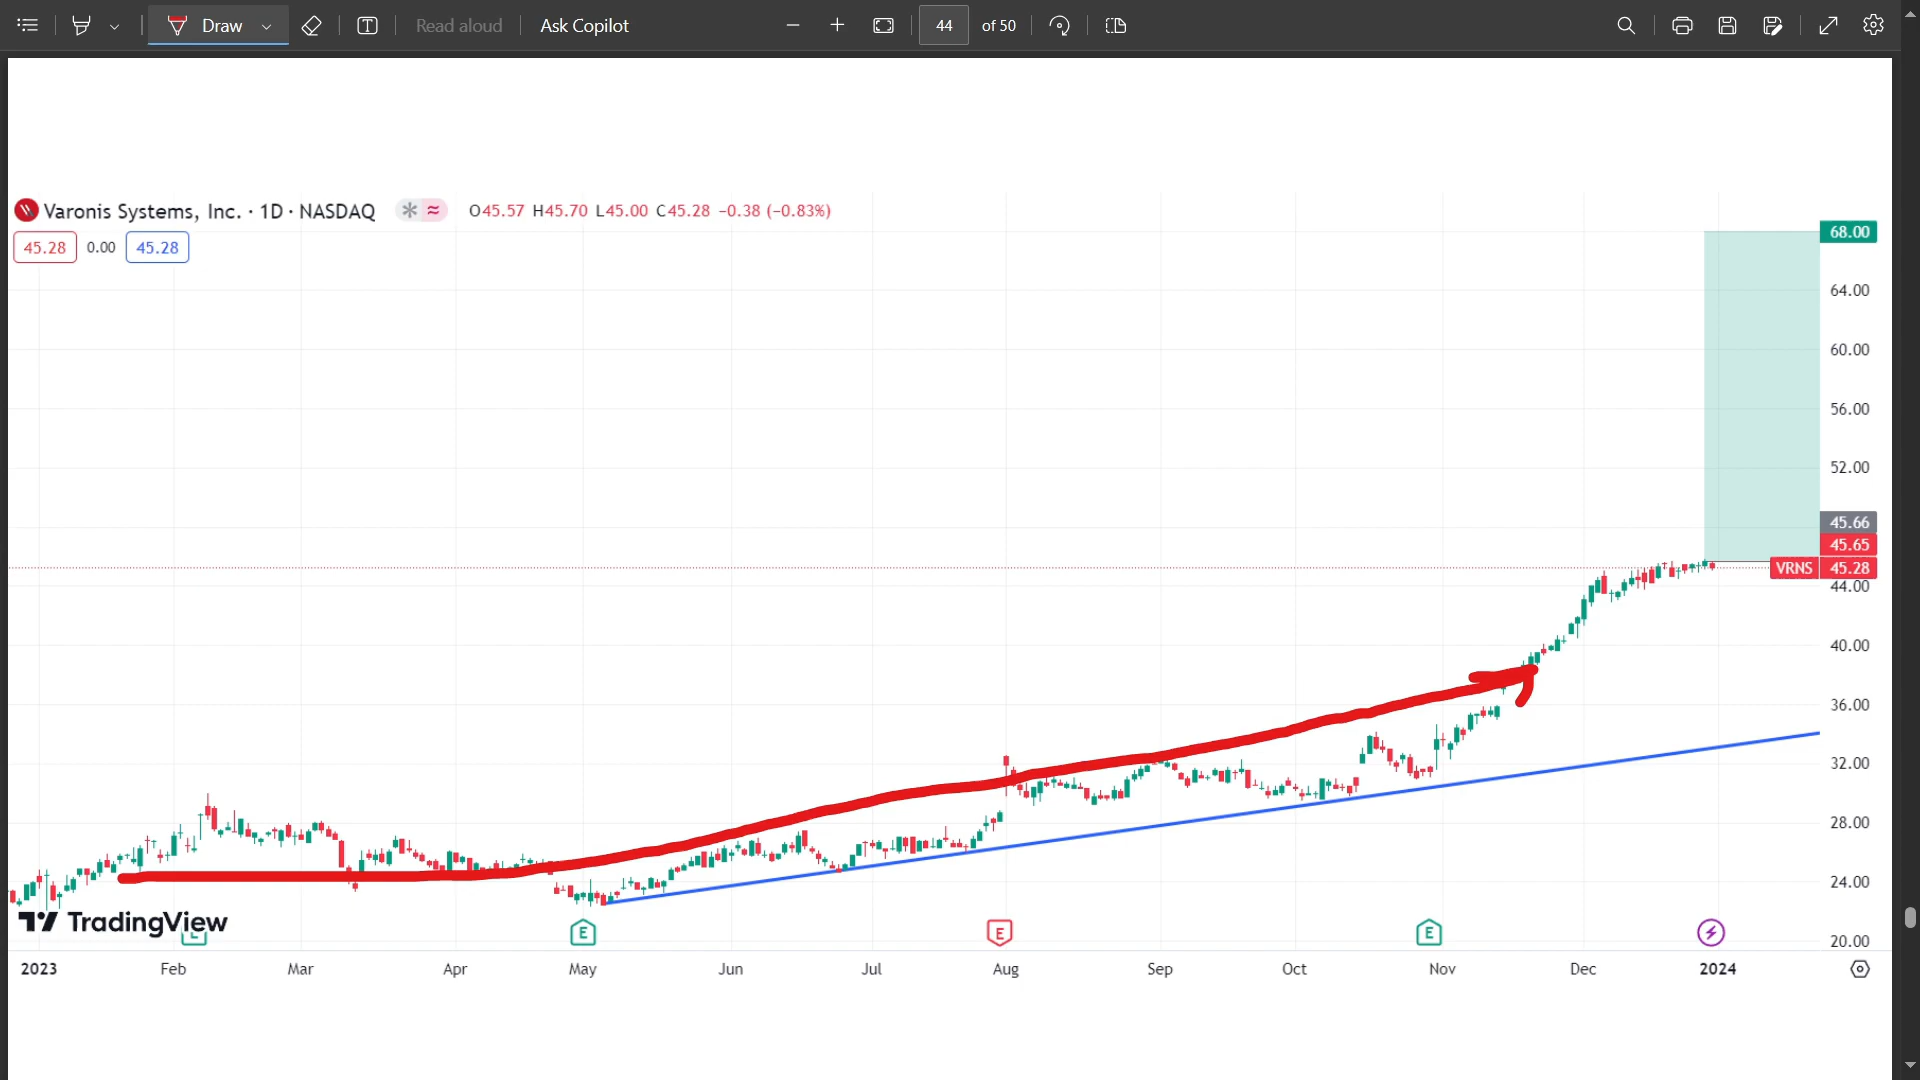 Draw
Read aloud
Ask Copilot
44 of 50
Varonis Systems, Inc. · 1D · NASDAQ
O45.57 H45.70 L45.00 C45.28 −0.38 (−0.83%)
45.28 0.00 45.28
68.00
64.00
60.00
56.00
52.00
45.66
45.65
VRNS 45.28
44.00
40.00
36.00
32.00
28.00
24.00
20.00
TradingView
E E E
2023 Feb Mar Apr May Jun Jul Aug Sep Oct Nov Dec 2024